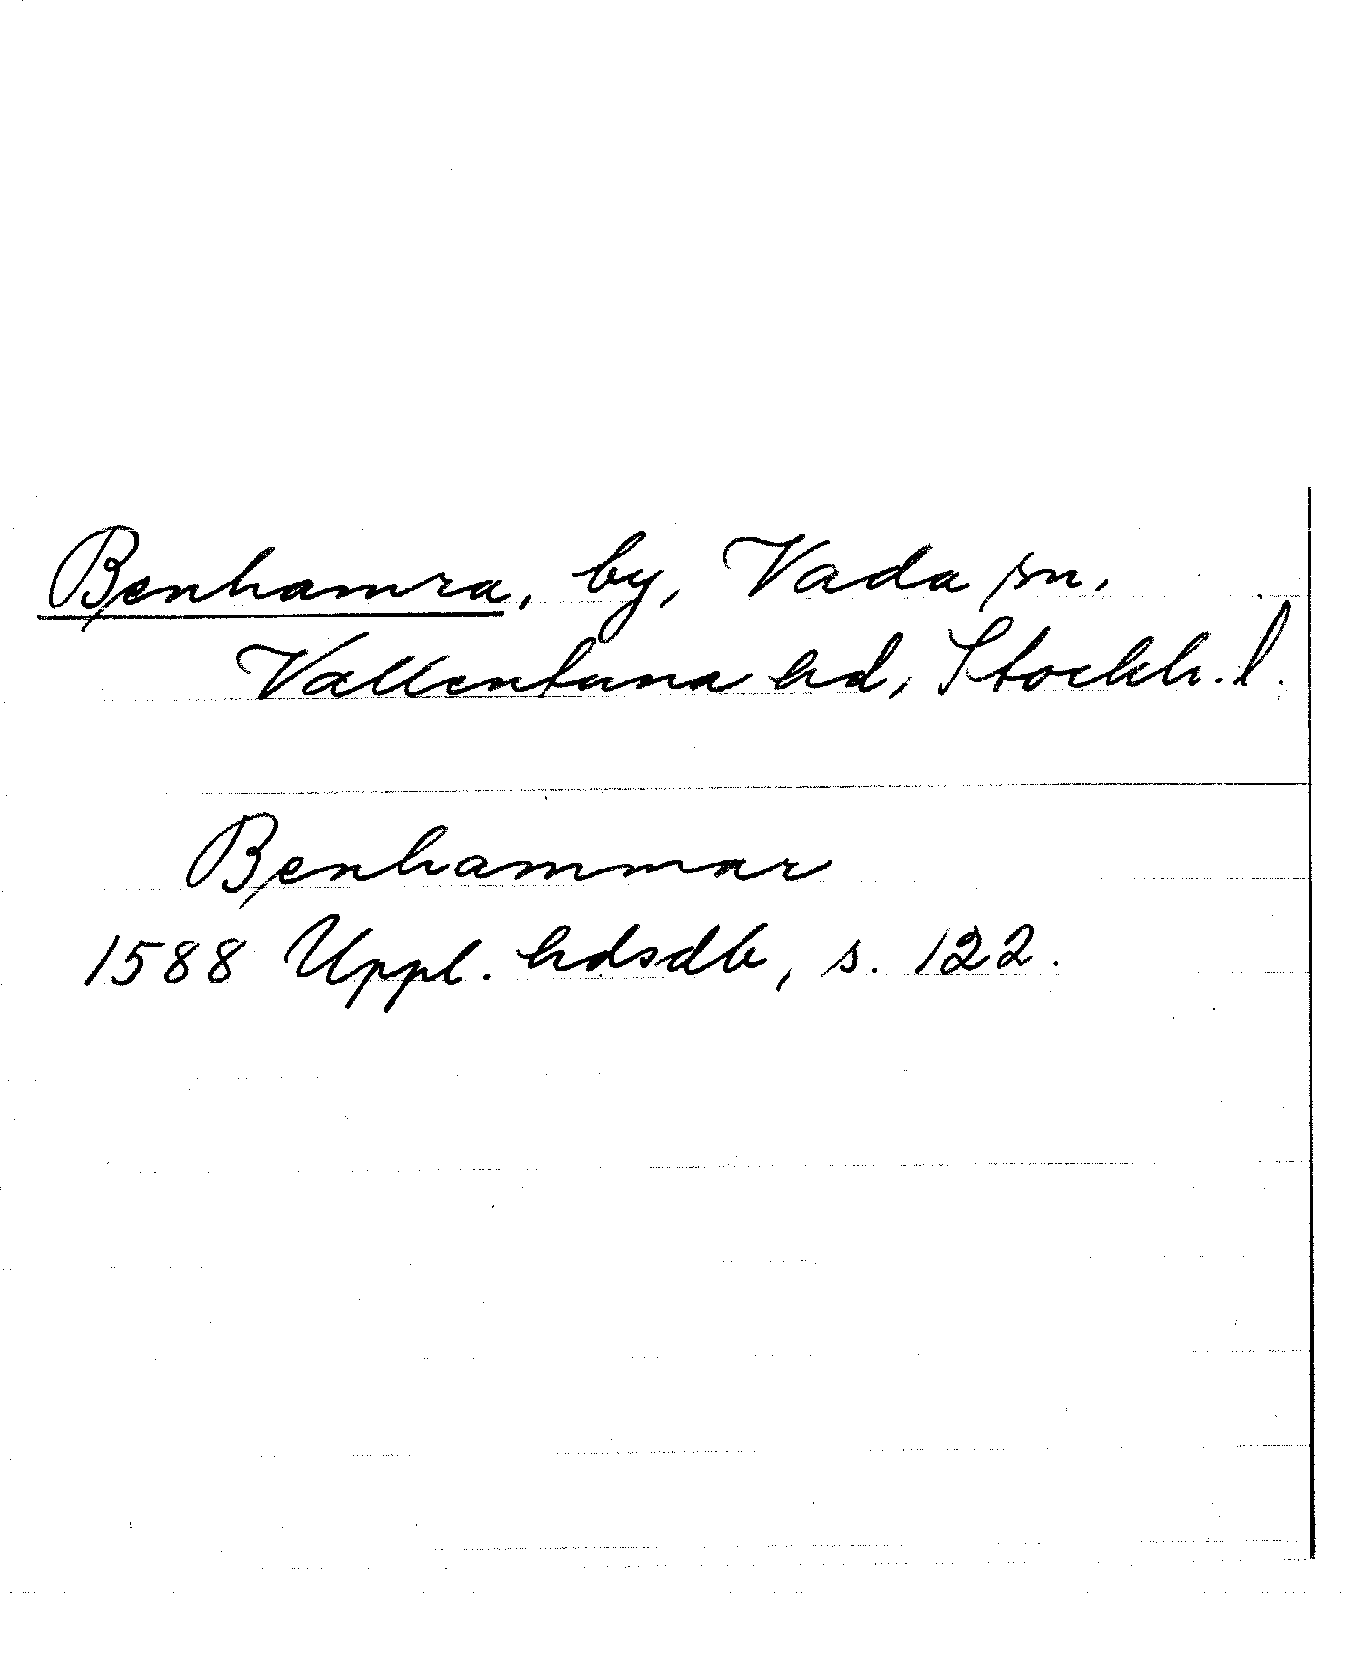 Benhamra, by, Vada sn,
Vallentuna hd, Stockh. l.
Benhammar
1588 Uppl. hdsdb, s. 122.